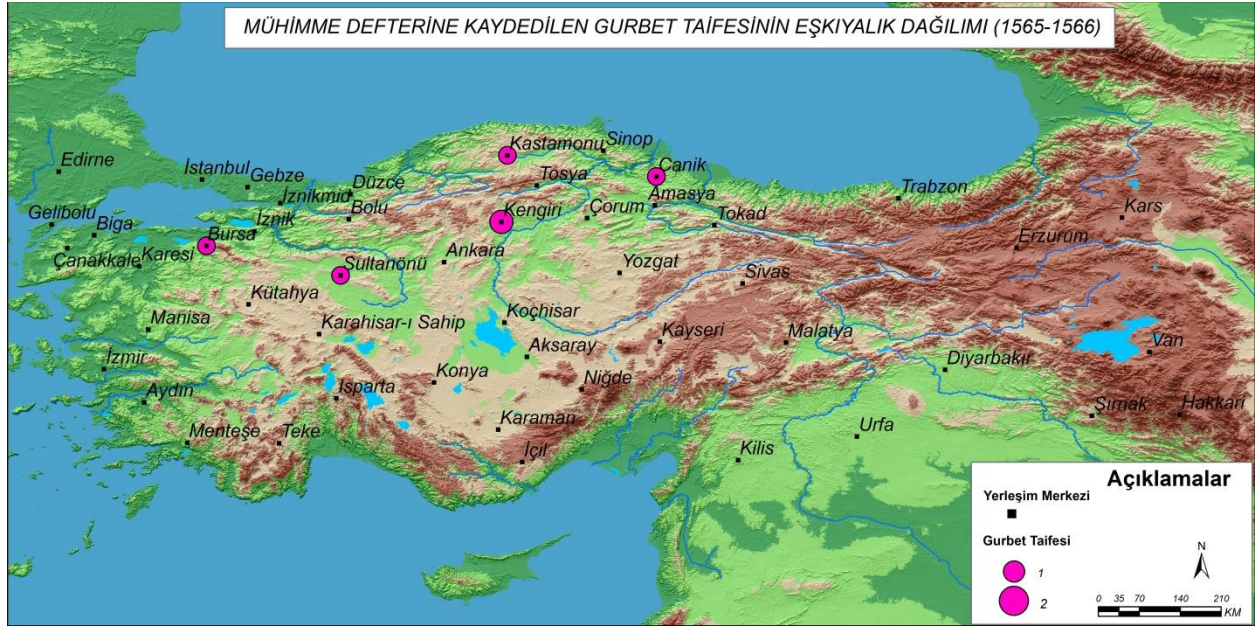 MÜHİMME DEFTERİNE KAYDEDİLEN GURBET TAİFESİNİN EŞKIYALIK DAĞILIMI (1565-1566)
Edirne
İstanbul
Gebze
İznikmid
Düzce
Bolu
Kastamonu
Sinop
Tosya
Canik
Amasya
Trabzon
Kars
Gelibolu
Biga
İznik
Bursa
Kengiri
Çorum
Tokad
Erzurum
Çanakkale
Karesi
Sultanönü
Ankara
Yozgat
Sivas
Kütahya
Manisa
Karahisar-ı Sahip
Koçhisar
Aksaray
Kayseri
Malatya
Van
İzmir
Diyarbakır
Aydın
Isparta
Konya
Niğde
Karaman
Şırnak
Hakkari
Menteşe
Teke
İçil
Kilis
Urfa
Açıklamalar
Yerleşim Merkezi
Gurbet Taifesi
1
2
N
0 35 70 140 210
KM